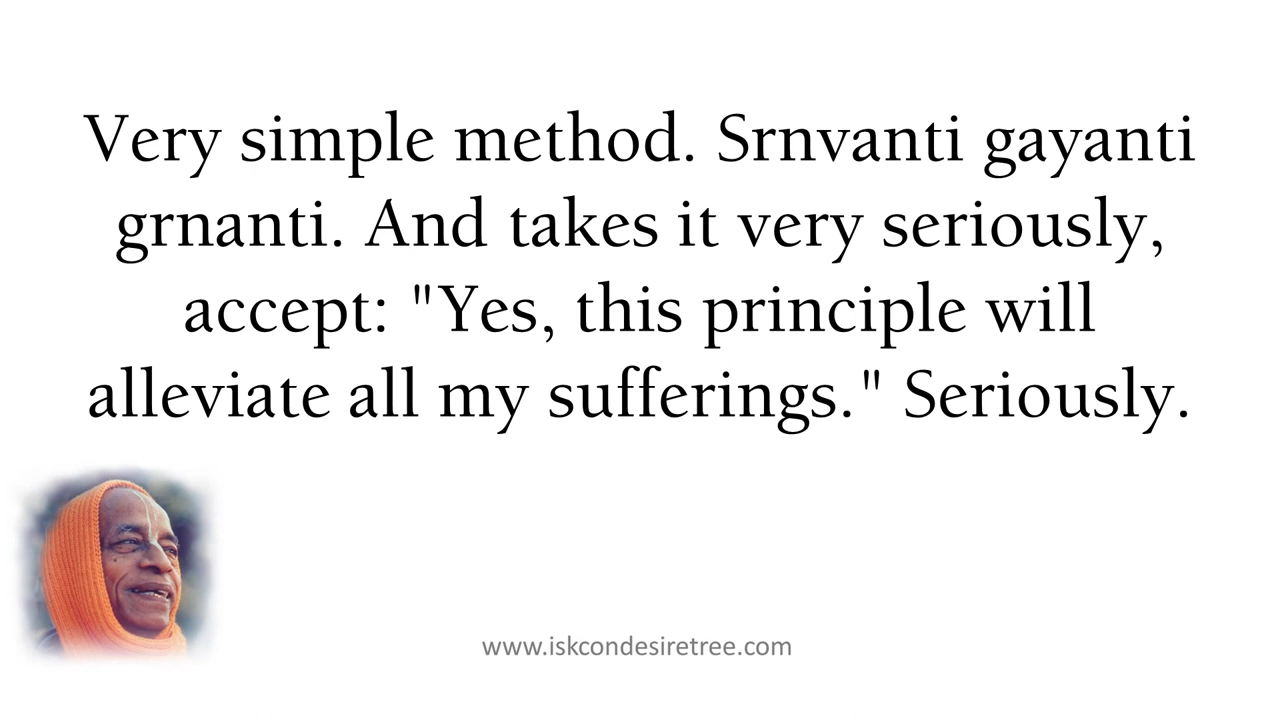 Very simple method. Srnvanti gayanti
grnanti. And takes it very seriously,
accept: "Yes, this principle will
alleviate all my sufferings." Seriously.
www.iskcondesiretree.com